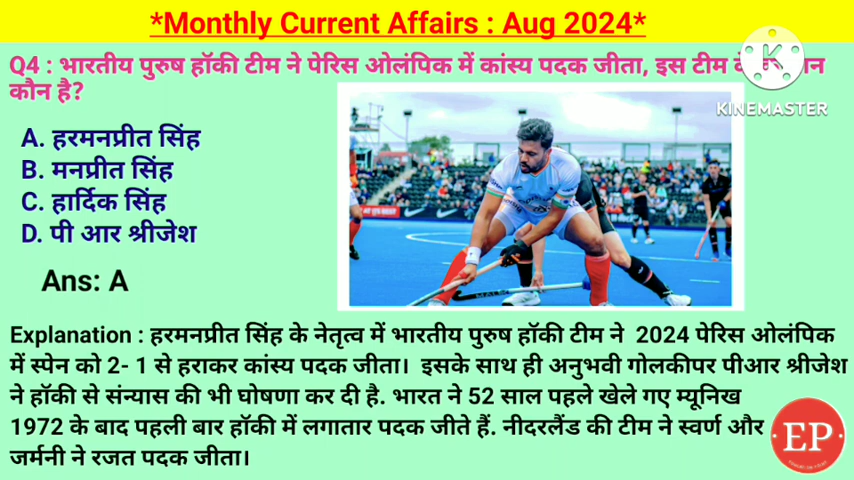 *Monthly Current Affairs : Aug 2024*
Q4 : भारतीय पुरुष हॉकी टीम ने पेरिस ओलंपिक में कांस्य पदक जीता, इस टीम
कौन है?
KINEMASTER
A. हरमनप्रीत सिंह
B. मनप्रीत सिंह
C. हार्दिक सिंह
D. पी आर श्रीजेश
Ans: A
Explanation : हरमनप्रीत सिंह के नेतृत्व में भारतीय पुरुष हॉकी टीम ने 2024 पेरिस ओलंपिक
में स्पेन को 2- 1 से हराकर कांस्य पदक जीता। इसके साथ ही अनुभवी गोलकीपर पीआर श्रीजेश
ने हॉकी से संन्यास की भी घोषणा कर दी है. भारत ने 52 साल पहले खेले गए म्यूनिख
1972 के बाद पहली बार हॉकी में लगातार पदक जीते हैं. नीदरलैंड की टीम ने स्वर्ण और
जर्मनी ने रजत पदक जीता।
EP